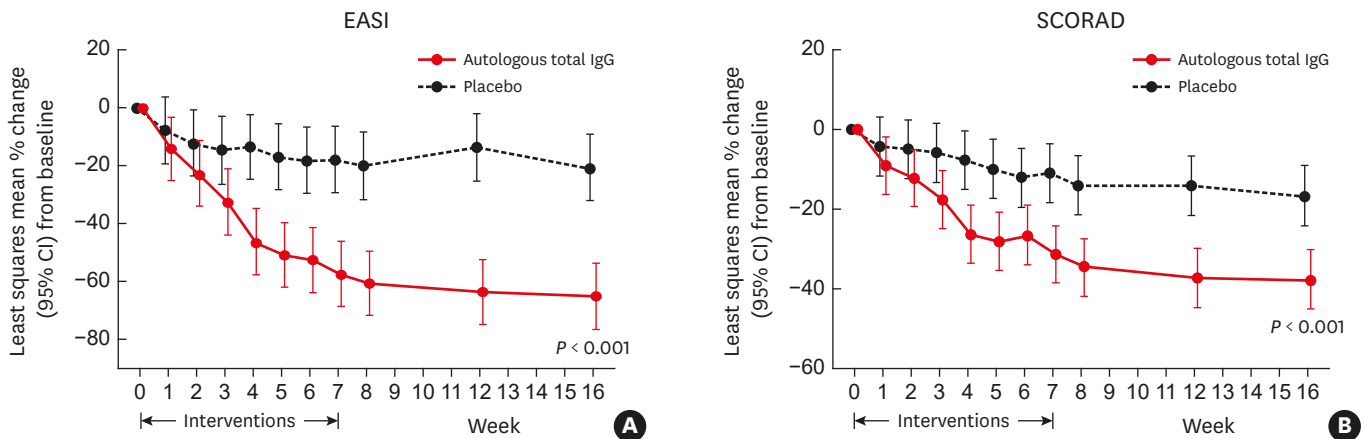 EASI
Least squares mean % change
(95% CI) from baseline
20
0
−20
−40
−60
−80
Autologous total IgG
Placebo
P < 0.001
0 1 2 3 4 5 6 7 8 9 10 11 12 13 14 15 16
Interventions
Week
A
SCORAD
Least squares mean % change
(95% CI) from baseline
20
0
−20
−40
−60
Autologous total IgG
Placebo
P < 0.001
0 1 2 3 4 5 6 7 8 9 10 11 12 13 14 15 16
Interventions
Week
B